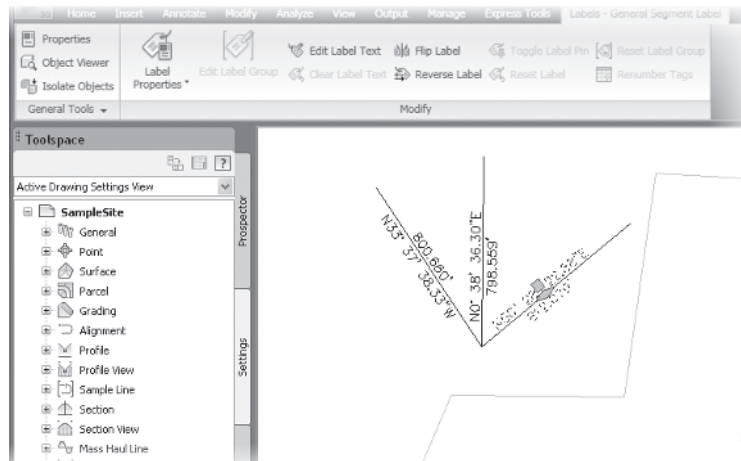 Home Insert Annotate Modify Analyze View Output Manage Express Tools Labels - General Segment Label
Properties
Object Viewer
Isolate Objects
General Tools
Label Properties
Edit Label Group
Edit Label Text
Clear Label Text
Flip Label
Reverse Label
Toggle Label Pin
Reset Label
Reset Label Group
Renumber Tags
Modify
Toolspace
Active Drawing Settings View
SampleSite
General
Point
Surface
Parcel
Grading
Alignment
Profile
Profile View
Sample Line
Section
Section View
Mass Haul Line
Prospector
Settings
800.660'
N33° 37' 38.33"W
N0° 38' 36.30"E
798.559'